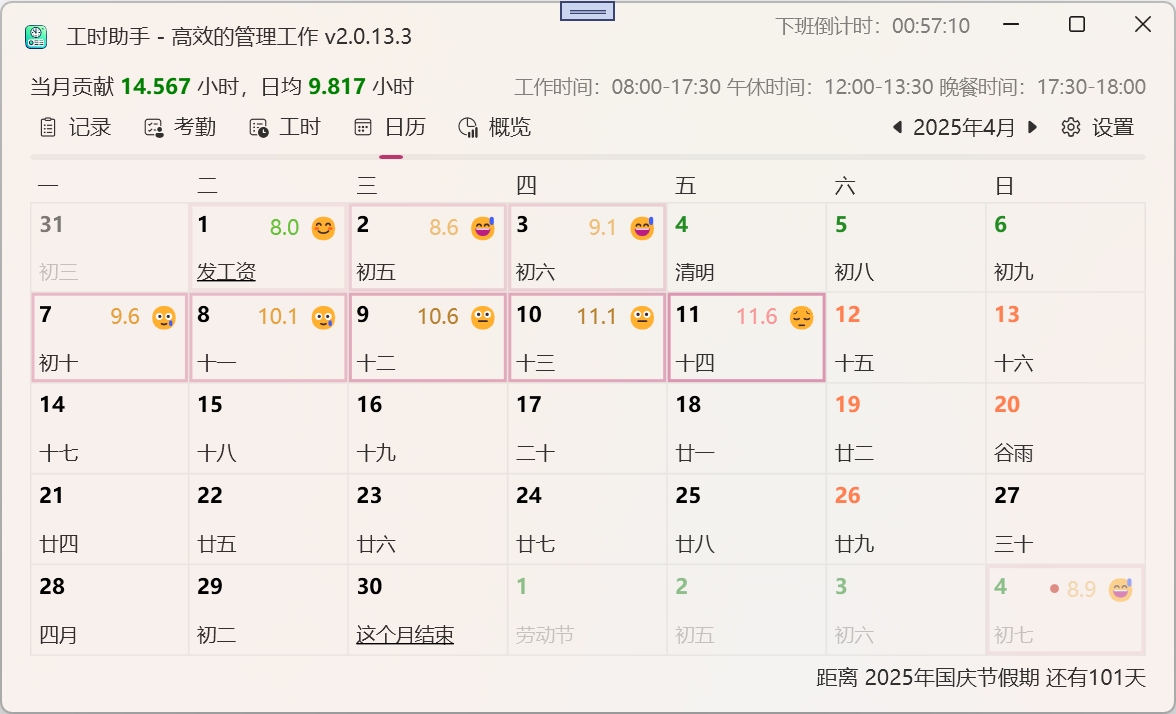 工时助手 - 高效的管理工作 v2.0.13.3 下班倒计时：00:57:10
当月贡献 14.567 小时，日均 9.817 小时 工作时间：08:00-17:30 午休时间：12:00-13:30 晚餐时间：17:30-18:00
记录 考勤 工时 日历 概览 2025年4月 设置
一 二 三 四 五 六 日
31 1 8.0 2 8.6 3 9.1 4 5 6
初三 发工资 初五 初六 清明 初八 初九
7 9.6 8 10.1 9 10.6 10 11.1 11 11.6 12 13
初十 十一 十二 十三 十四 十五 十六
14 15 16 17 18 19 20
十七 十八 十九 二十 廿一 廿二 谷雨
21 22 23 24 25 26 27
廿四 廿五 廿六 廿七 廿八 廿九 三十
28 29 30 1 2 3 4 8.9
四月 初二 这个月结束 劳动节 初五 初六 初七
距离 2025年国庆节假期 还有101天